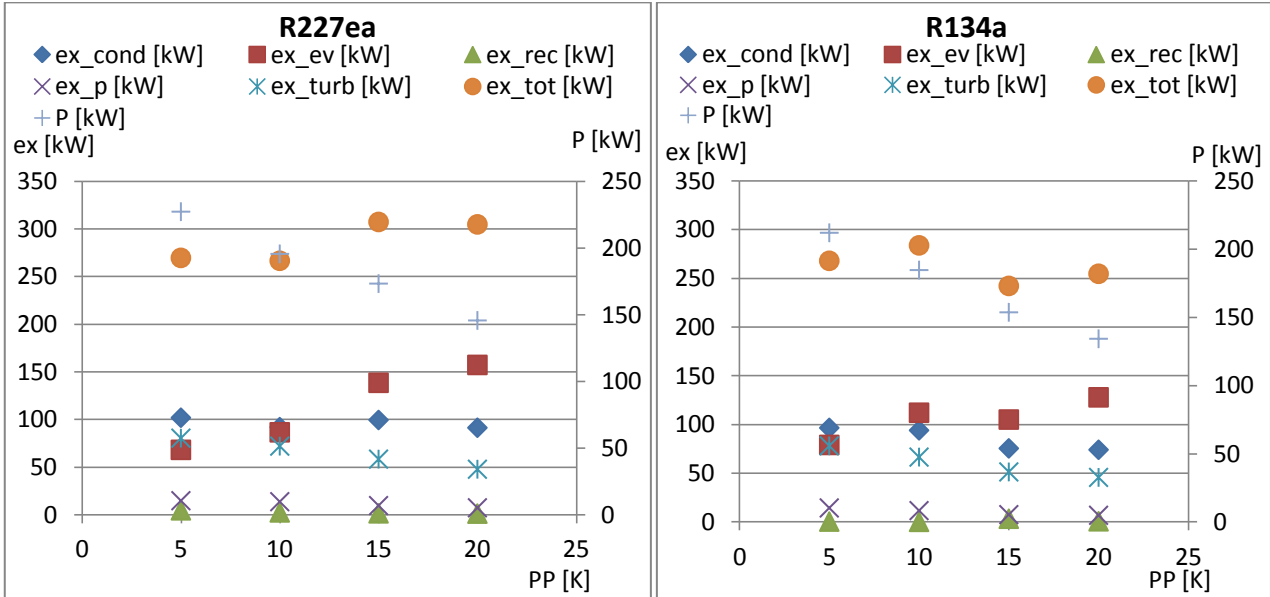 R227ea
ex_cond [kW] ex_ev [kW] ex_rec [kW]
ex_p [kW] ex_turb [kW] ex_tot [kW]
P [kW]
ex [kW] P [kW]
350 250
300
250 200
200 150
150 100
100
50 50
0 0
0 5 10 15 20 25
PP [K]
R134a
ex_cond [kW] ex_ev [kW] ex_rec [kW]
ex_p [kW] ex_turb [kW] ex_tot [kW]
P [kW]
ex [kW] P [kW]
350 250
300
250 200
200 150
150 100
100
50 50
0 0
0 5 10 15 20 25
PP [K]